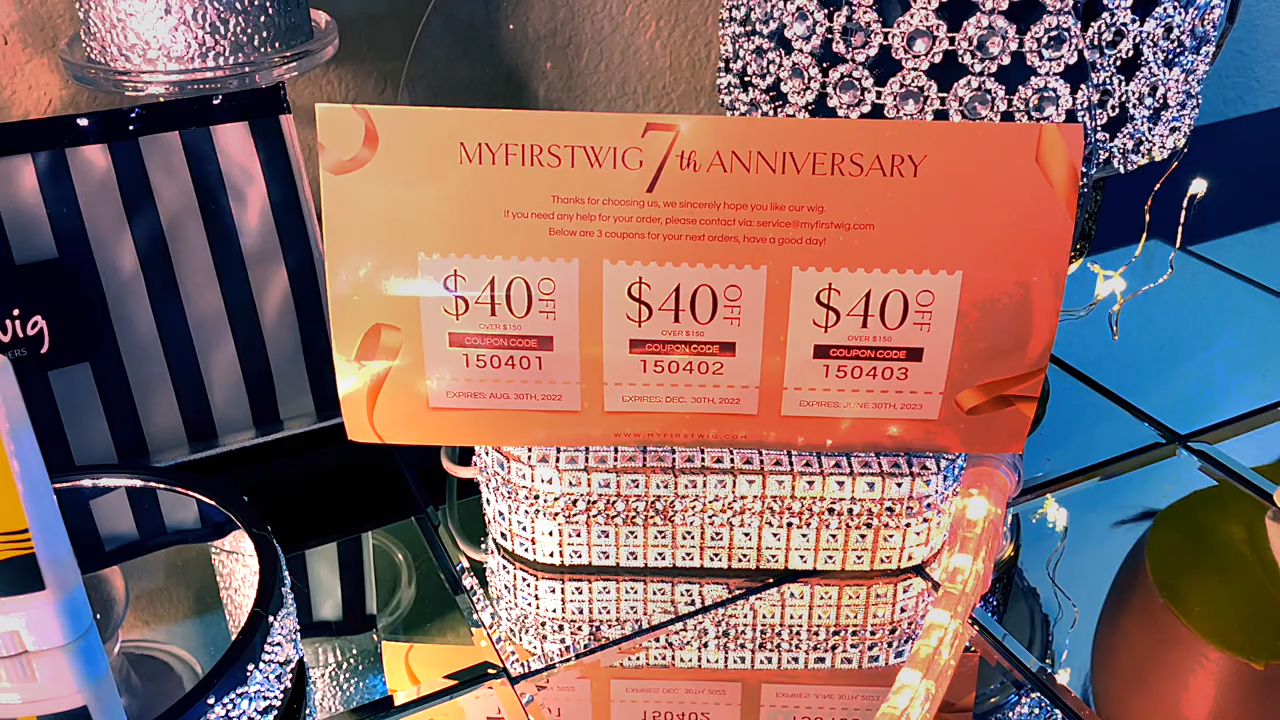 MYFIRSTWIG 7th ANNIVERSARY
Thanks for choosing us, we sincerely hope you like our wig.
If you need any help for your order, please contact via: service@myfirstwig.com
Below are 3 coupons for your next orders, have a good day!
$40 OFF
OVER $150
COUPON CODE
150401
EXPIRES: AUG. 30TH, 2022
$40 OFF
OVER $150
COUPON CODE
150402
EXPIRES: DEC. 30TH, 2022
$40 OFF
OVER $150
COUPON CODE
150403
EXPIRES: JUNE 30TH, 2023
WWW.MYFIRSTWIG.COM
wig